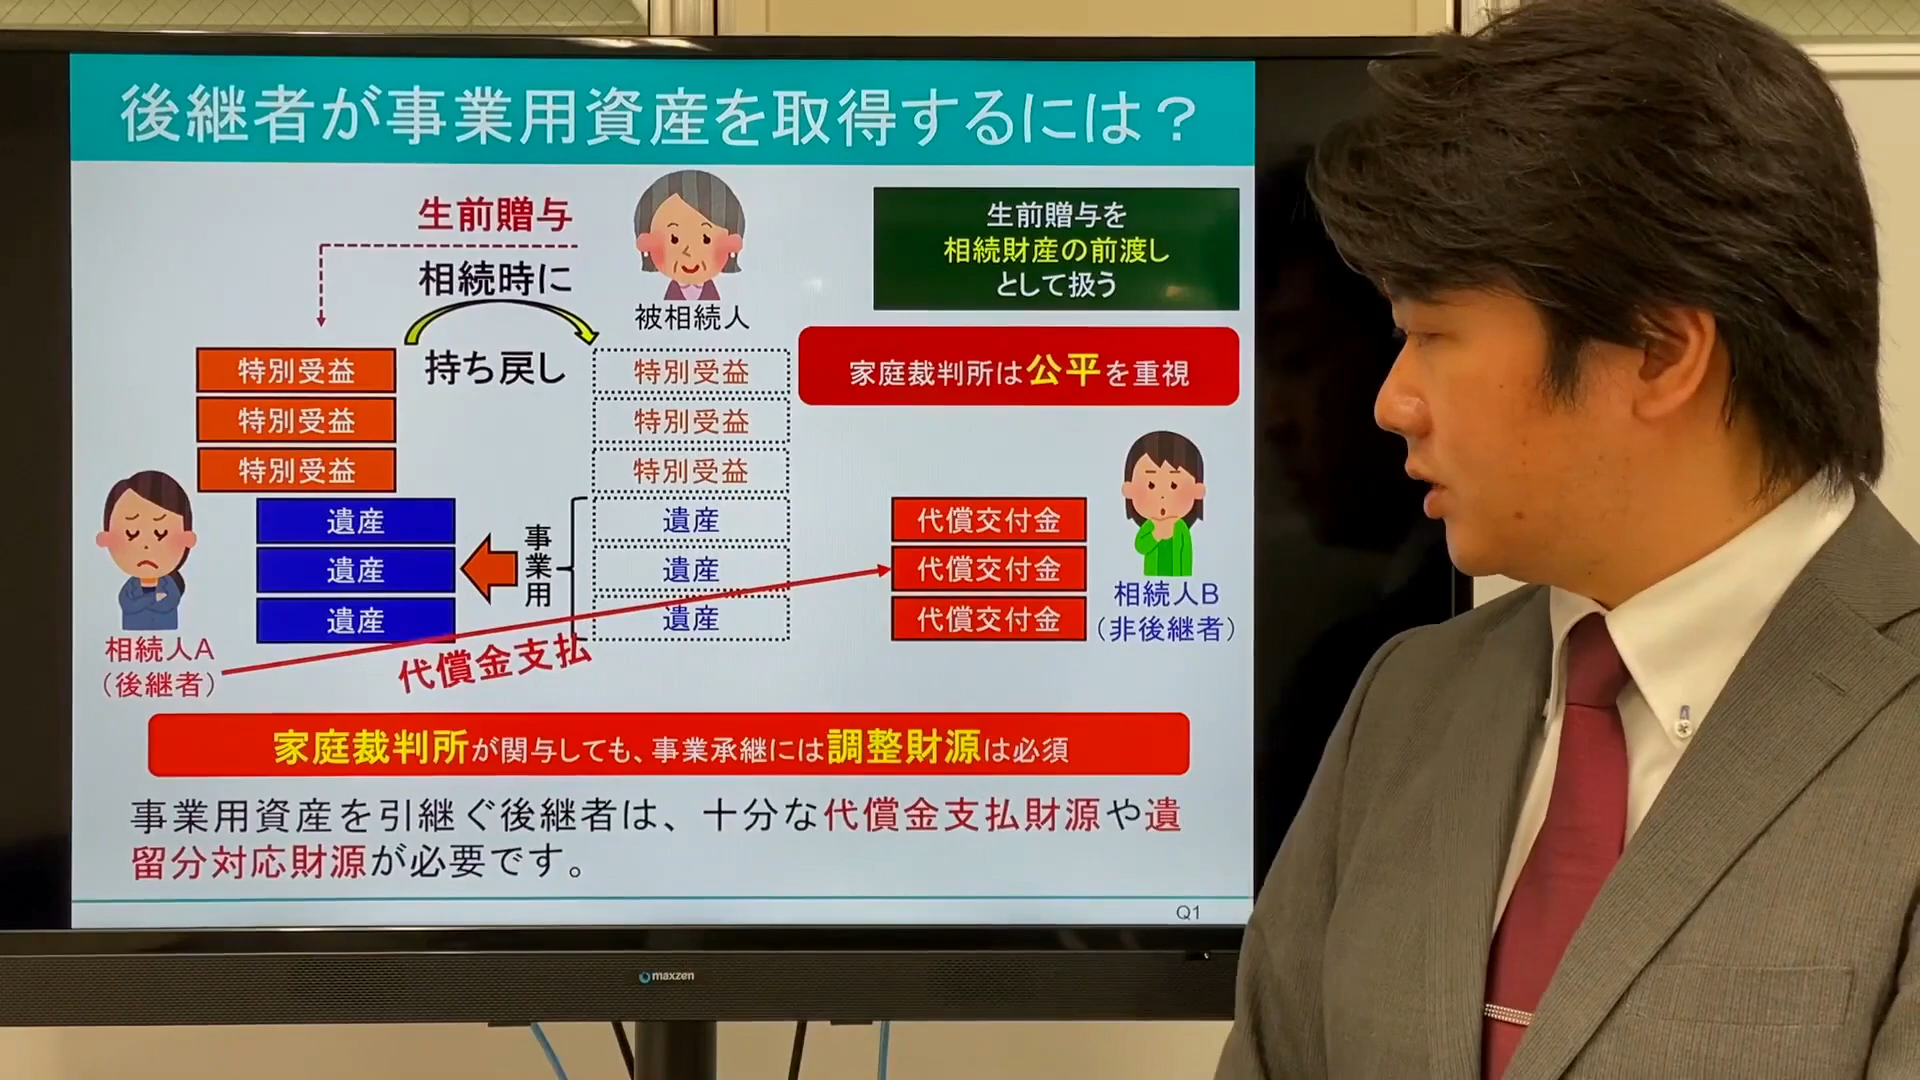 後継者が事業用資産を取得するには？
生前贈与
相続時に
持ち戻し
被相続人
生前贈与を
相続財産の前渡し
として扱う
家庭裁判所は公平を重視
特別受益
特別受益
特別受益
特別受益
特別受益
特別受益
遺産
遺産
遺産
事業用
遺産
遺産
遺産
代償交付金
代償交付金
代償交付金
相続人A
（後継者）
代償金支払
相続人B
（非後継者）
家庭裁判所が関与しても、事業承継には調整財源は必須
事業用資産を引継ぐ後継者は、十分な代償金支払財源や遺
留分対応財源が必要です。
Q1
maxzen